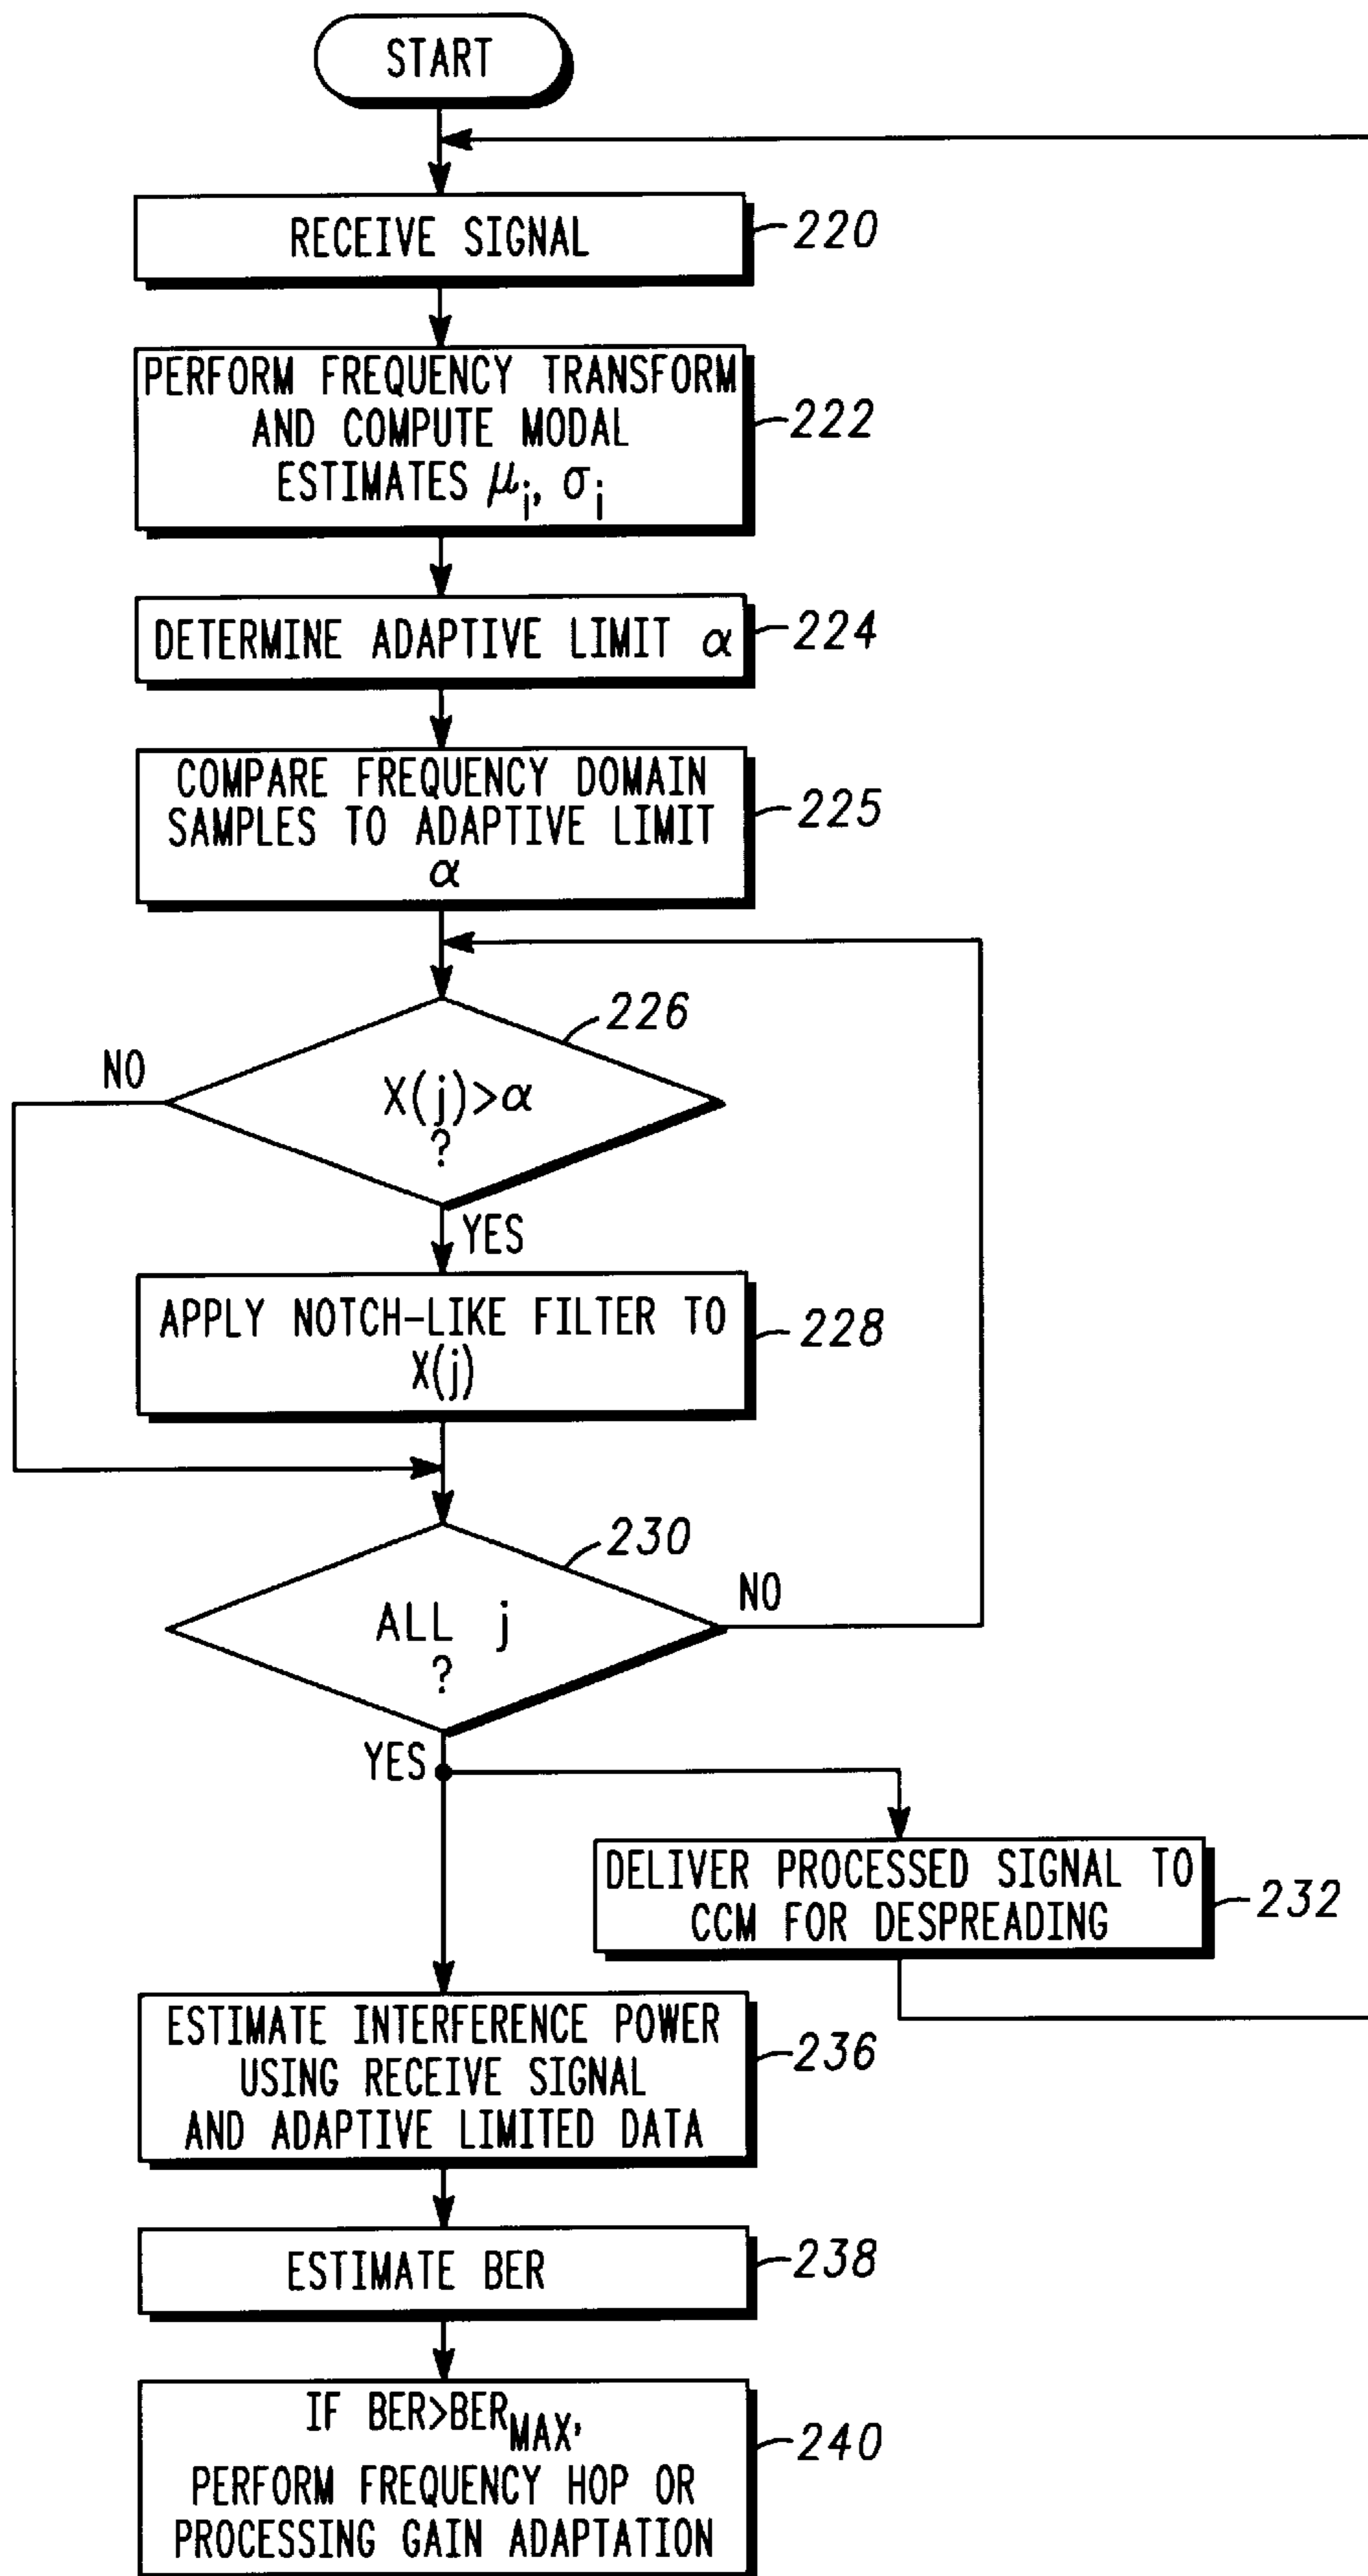 START
RECEIVE SIGNAL
220
PERFORM FREQUENCY TRANSFORM
AND COMPUTE MODAL
ESTIMATES μi, σi
222
DETERMINE ADAPTIVE LIMIT α
224
COMPARE FREQUENCY DOMAIN
SAMPLES TO ADAPTIVE LIMIT
α
225
226
NO
X(j)>α
?
YES
APPLY NOTCH-LIKE FILTER TO
X(j)
228
230
NO
ALL j
?
YES
DELIVER PROCESSED SIGNAL TO
CCM FOR DESPREADING
232
ESTIMATE INTERFERENCE POWER
USING RECEIVE SIGNAL
AND ADAPTIVE LIMITED DATA
236
ESTIMATE BER
238
IF BER>BERMAX,
PERFORM FREQUENCY HOP OR
PROCESSING GAIN ADAPTATION
240